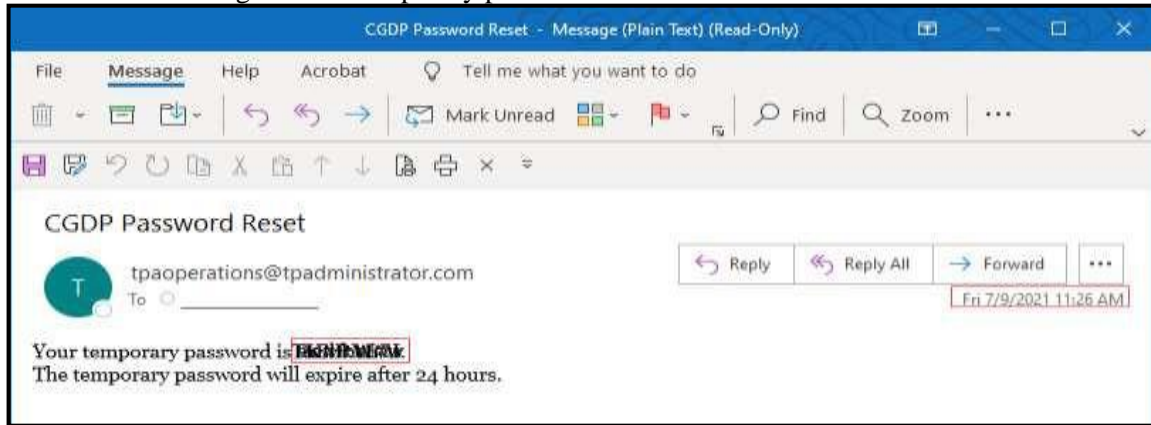 CGDP Password Reset - Message (Plain Text) (Read-Only)
File Message Help Acrobat Tell me what you want to do
Mark Unread Find Zoom
CGDP Password Reset
T
tpaoperations@tpadministrator.com
To
Reply Reply All Forward
Fri 7/9/2021 11:26 AM
Your temporary password is
The temporary password will expire after 24 hours.